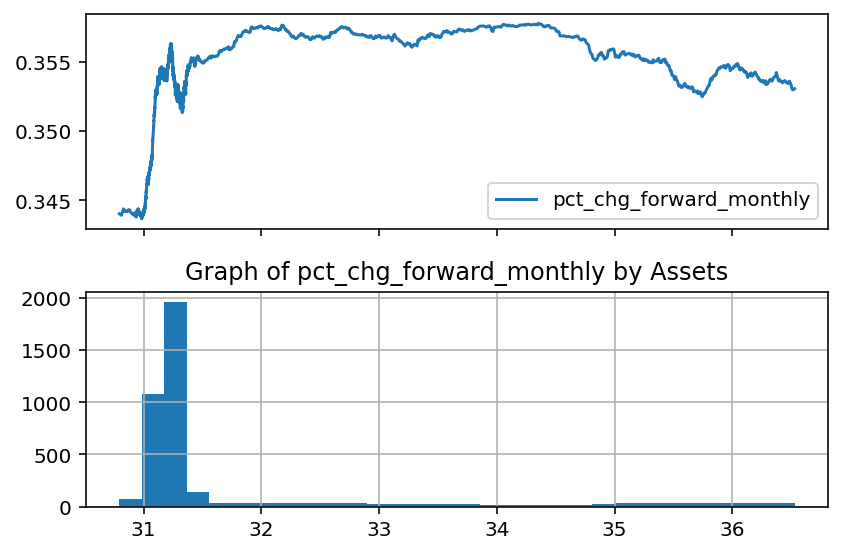 0.355
0.350
0.345
pct_chg_forward_monthly
Graph of pct_chg_forward_monthly by Assets
2000
1500
1000
500
0
31 32 33 34 35 36